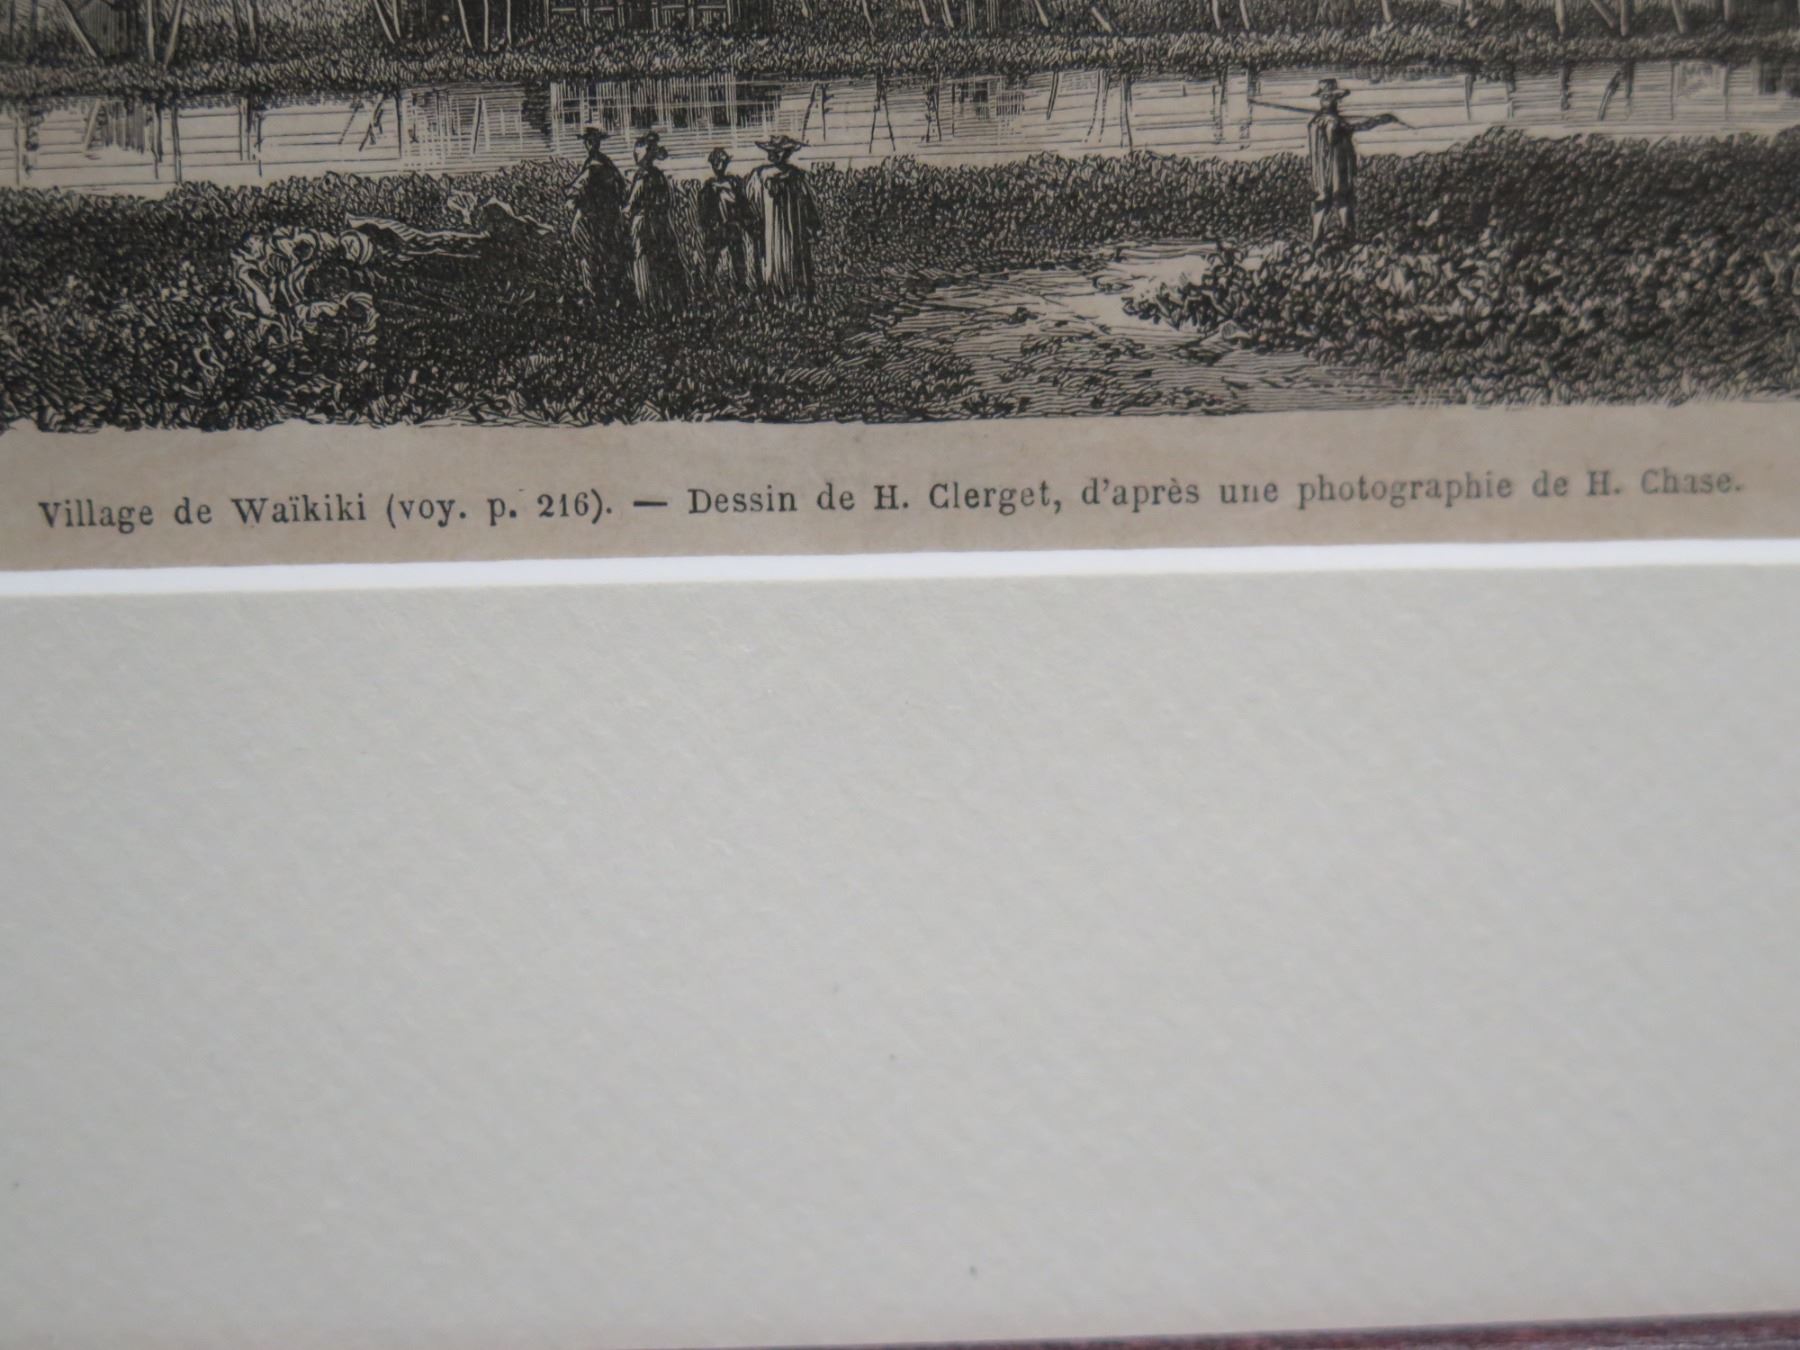 Village de Waïkiki (voy. p. 216). — Dessin de H. Clerget, d'après une photographie de H. Chase.